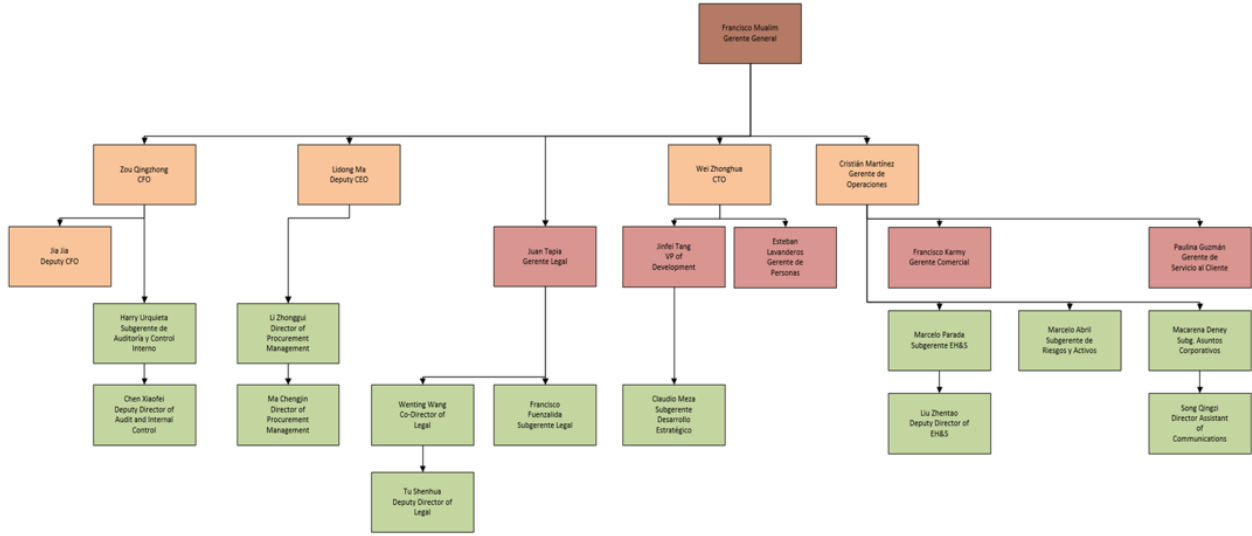 Francisco Mualim
Gerente General
Zou Qingzhong
CFO
Lidong Ma
Deputy CEO
Wei Zhonghua
CTO
Cristián Martínez
Gerente de
Operaciones
Jia Jia
Deputy CFO
Juan Tapia
Gerente Legal
Jinfei Tang
VP of
Development
Esteban
Lavanderos
Gerente de
Personas
Francisco Karmy
Gerente Comercial
Paulina Guzmán
Gerente de
Servicio al Cliente
Harry Urquieta
Subgerente de
Auditoría y Control
Interno
Li Zhonggui
Director of
Procurement
Management
Marcelo Parada
Subgerente EH&S
Marcelo Abril
Subgerente de
Riesgos y Activos
Macarena Deney
Subg. Asuntos
Corporativos
Chen Xiaofei
Deputy Director of
Audit and Internal
Control
Ma Chengjin
Director of
Procurement
Management
Wenting Wang
Co-Director of
Legal
Francisco
Fuenzalida
Subgerente Legal
Claudio Meza
Subgerente
Desarrollo
Estratégico
Liu Zhentao
Deputy Director of
EH&S
Song Qingzi
Director Assistant
of
Communications
Tu Shenhua
Deputy Director of
Legal